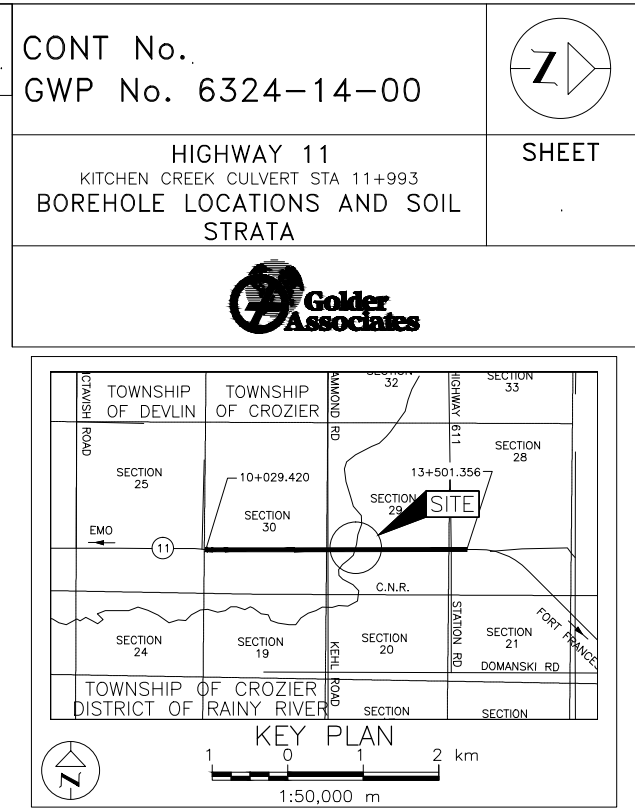 CONT No.
GWP No. 6324-14-00
Z
HIGHWAY 11
KITCHEN CREEK CULVERT STA 11+993
BOREHOLE LOCATIONS AND SOIL
STRATA
SHEET
Golder
Associates
CTAVISH ROAD
TOWNSHIP
OF DEVLIN
TOWNSHIP
OF CROZIER
AMMOND RD
SECTION
32
HIGHWAY 611
SECTION
33
SECTION
28
SECTION
25
10+029.420
13+501.356
SECTION
30
SECTION
29
SITE
EMO
11
C.N.R.
FORT FRANCES
SECTION
24
SECTION
19
KEHL ROAD
SECTION
20
STATION RD
SECTION
21
DOMANSKI RD
TOWNSHIP OF CROZIER
DISTRICT OF RAINY RIVER
SECTION
SECTION
KEY PLAN
Z
1 0 1 2 km
1:50,000 m